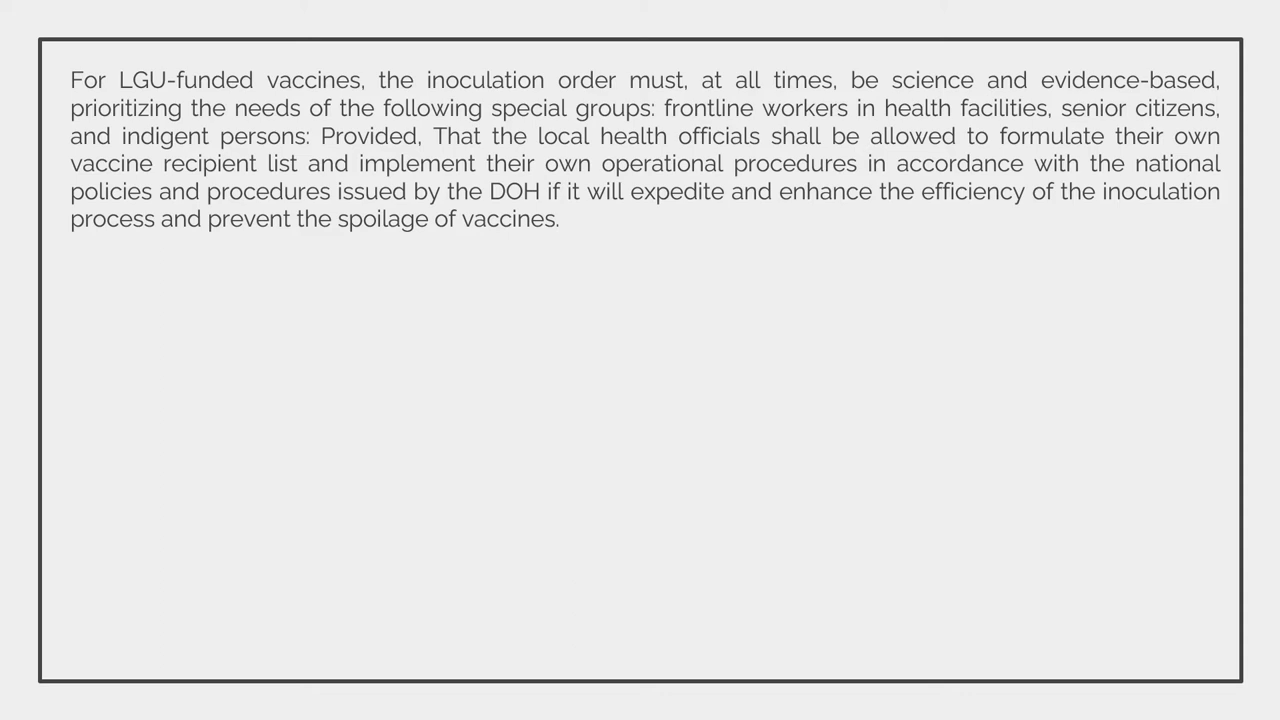 For LGU-funded vaccines, the inoculation order must, at all times, be science and evidence-based,
prioritizing the needs of the following special groups: frontline workers in health facilities, senior citizens,
and indigent persons: Provided, That the local health officials shall be allowed to formulate their own
vaccine recipient list and implement their own operational procedures in accordance with the national
policies and procedures issued by the DOH if it will expedite and enhance the efficiency of the inoculation
process and prevent the spoilage of vaccines.